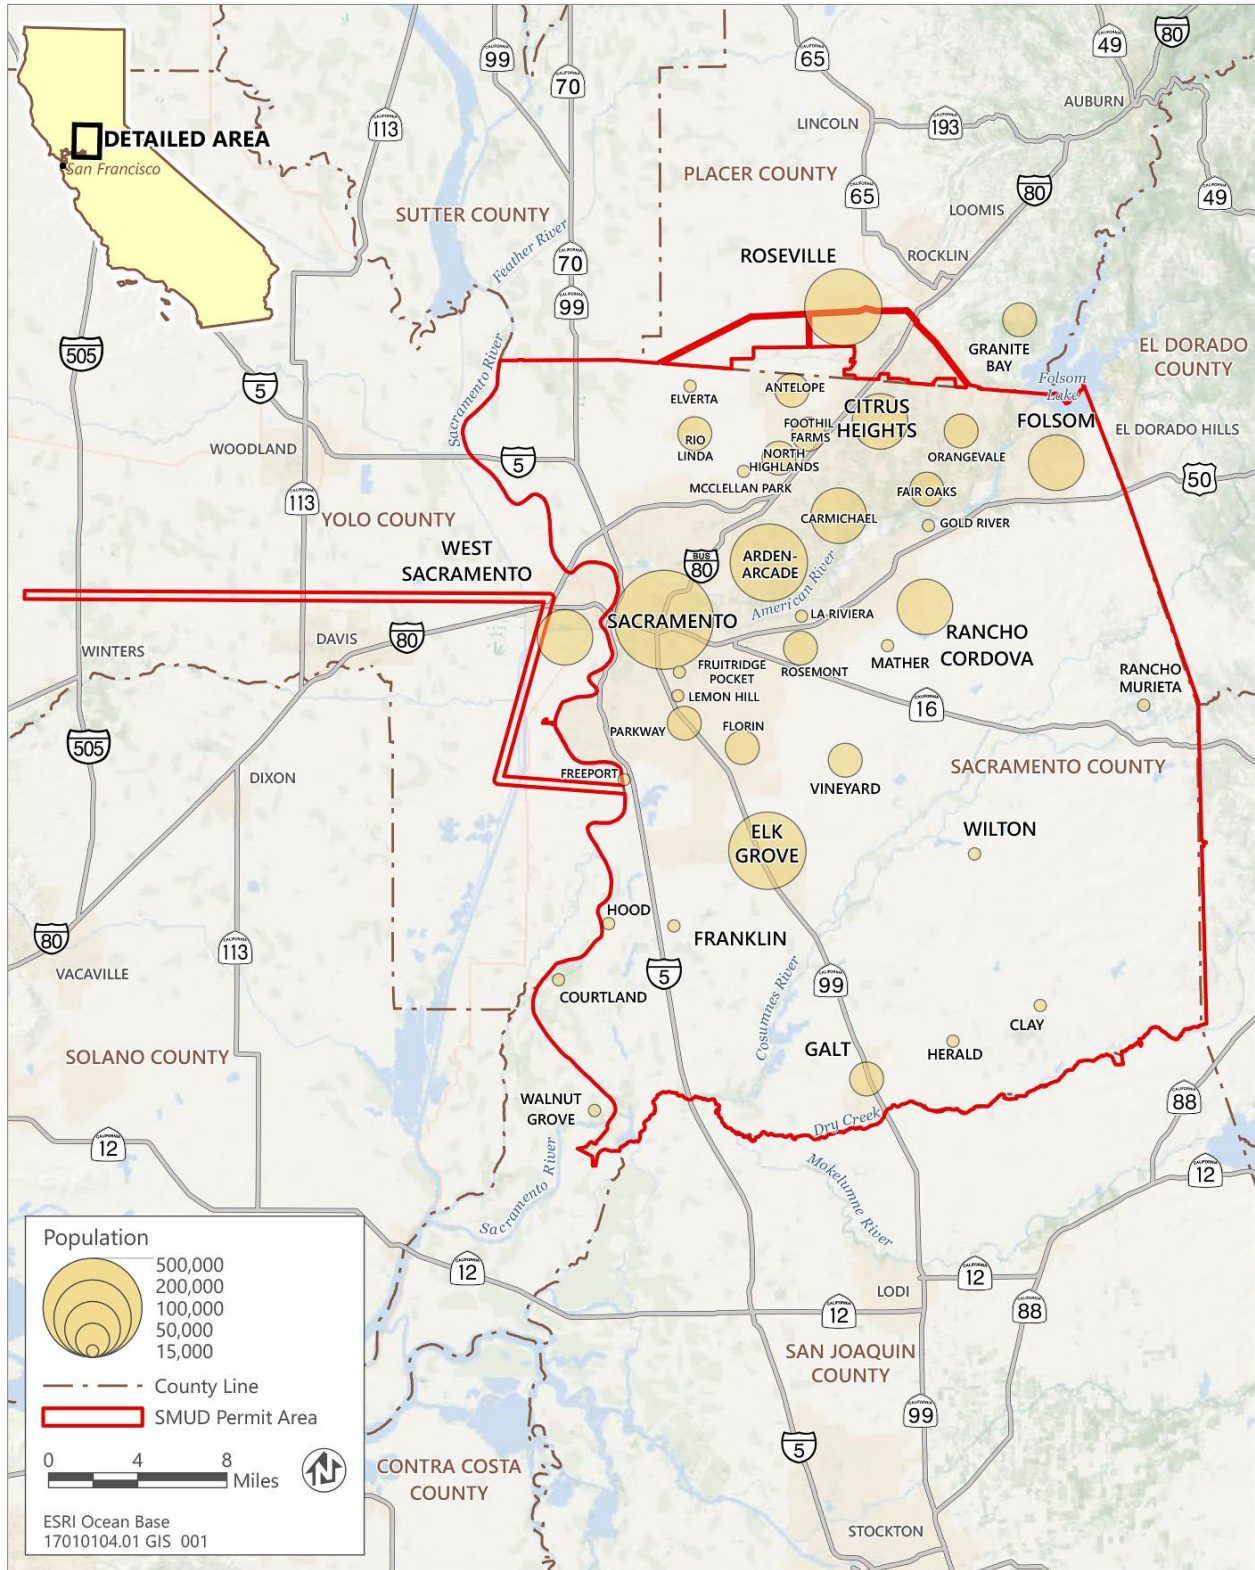 99
70
65
49
80
AUBURN
LINCOLN
193
113
DETAILED AREA
San Francisco
PLACER COUNTY
65
80
49
LOOMIS
SUTTER COUNTY
Feather River
70
ROSEVILLE
ROCKLIN
99
505
5
Sacramento River
GRANITE
BAY
EL DORADO
COUNTY
Folsom
Lake
ELVERTA
ANTELOPE
CITRUS
HEIGHTS
FOLSOM
FOOTHIL
FARMS
RIO
LINDA
EL DORADO HILLS
WOODLAND
5
NORTH
HIGHLANDS
ORANGEVALE
50
113
MCCLELLAN PARK
FAIR OAKS
YOLO COUNTY
CARMICHAEL
GOLD RIVER
WEST
SACRAMENTO
BUS
80
ARDEN-
ARCADE
American River
LA RIVIERA
SACRAMENTO
DAVIS
80
WINTERS
RANCHO
CORDOVA
MATHER
ROSEMONT
FRUITRIDGE
POCKET
LEMON HILL
RANCHO
MURIETA
16
PARKWAY
FLORIN
505
FREEPORT
DIXON
VINEYARD
SACRAMENTO COUNTY
WILTON
ELK
GROVE
HOOD
FRANKLIN
80
113
VACAVILLE
5
99
Cosumnes River
COURTLAND
CLAY
HERALD
GALT
SOLANO COUNTY
WALNUT
GROVE
88
Dry Creek
12
Mokelumne River
12
Sacramento River
12
12
LODI
88
12
SAN JOAQUIN
COUNTY
99
5
CONTRA COSTA
COUNTY
STOCKTON
Population
500,000
200,000
100,000
50,000
15,000
County Line
SMUD Permit Area
0 4 8
Miles
N
ESRI Ocean Base
17010104.01 GIS 001